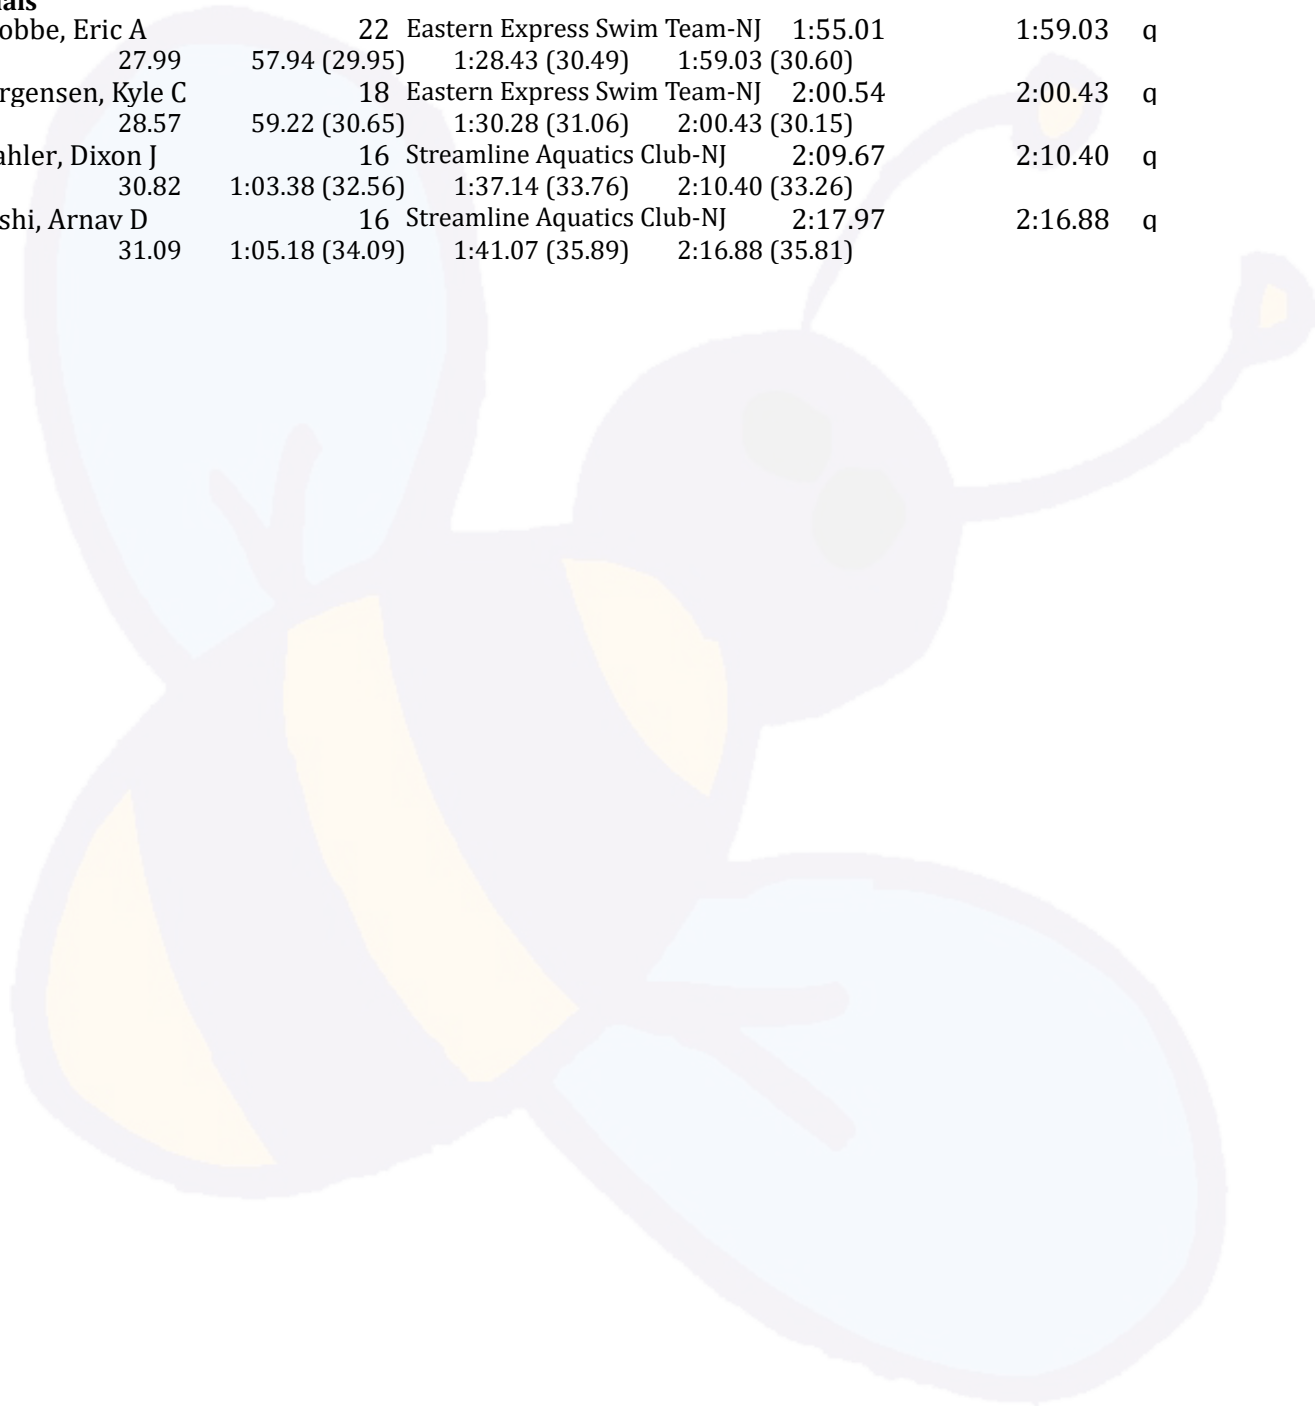 obbe, Eric A 22 Eastern Express Swim Team-NJ 1:55.01 1:59.03 q
27.99 57.94 (29.95) 1:28.43 (30.49) 1:59.03 (30.60)
rgensen, Kyle C 18 Eastern Express Swim Team-NJ 2:00.54 2:00.43 q
28.57 59.22 (30.65) 1:30.28 (31.06) 2:00.43 (30.15)
ahler, Dixon J 16 Streamline Aquatics Club-NJ 2:09.67 2:10.40 q
30.82 1:03.38 (32.56) 1:37.14 (33.76) 2:10.40 (33.26)
shi, Arnav D 16 Streamline Aquatics Club-NJ 2:17.97 2:16.88 q
31.09 1:05.18 (34.09) 1:41.07 (35.89) 2:16.88 (35.81)